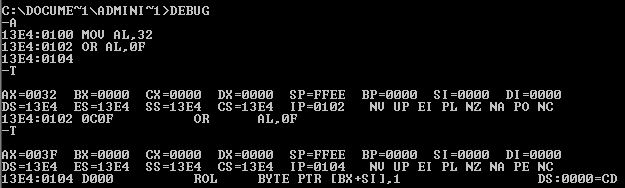 C:\DOCUME~1\ADMINI~1>DEBUG
-A
13E4:0100 MOV AL,32
13E4:0102 OR AL,0F
13E4:0104
-T
AX=0032 BX=0000 CX=0000 DX=0000 SP=FFEE BP=0000 SI=0000 DI=0000
DS=13E4 ES=13E4 SS=13E4 CS=13E4 IP=0102 NV UP EI PL NZ NA PO NC
13E4:0102 0C0F OR AL,0F
-T
AX=003F BX=0000 CX=0000 DX=0000 SP=FFEE BP=0000 SI=0000 DI=0000
DS=13E4 ES=13E4 SS=13E4 CS=13E4 IP=0104 NV UP EI PL NZ NA PE NC
13E4:0104 D000 ROL BYTE PTR [BX+SI],1 DS:0000=CD